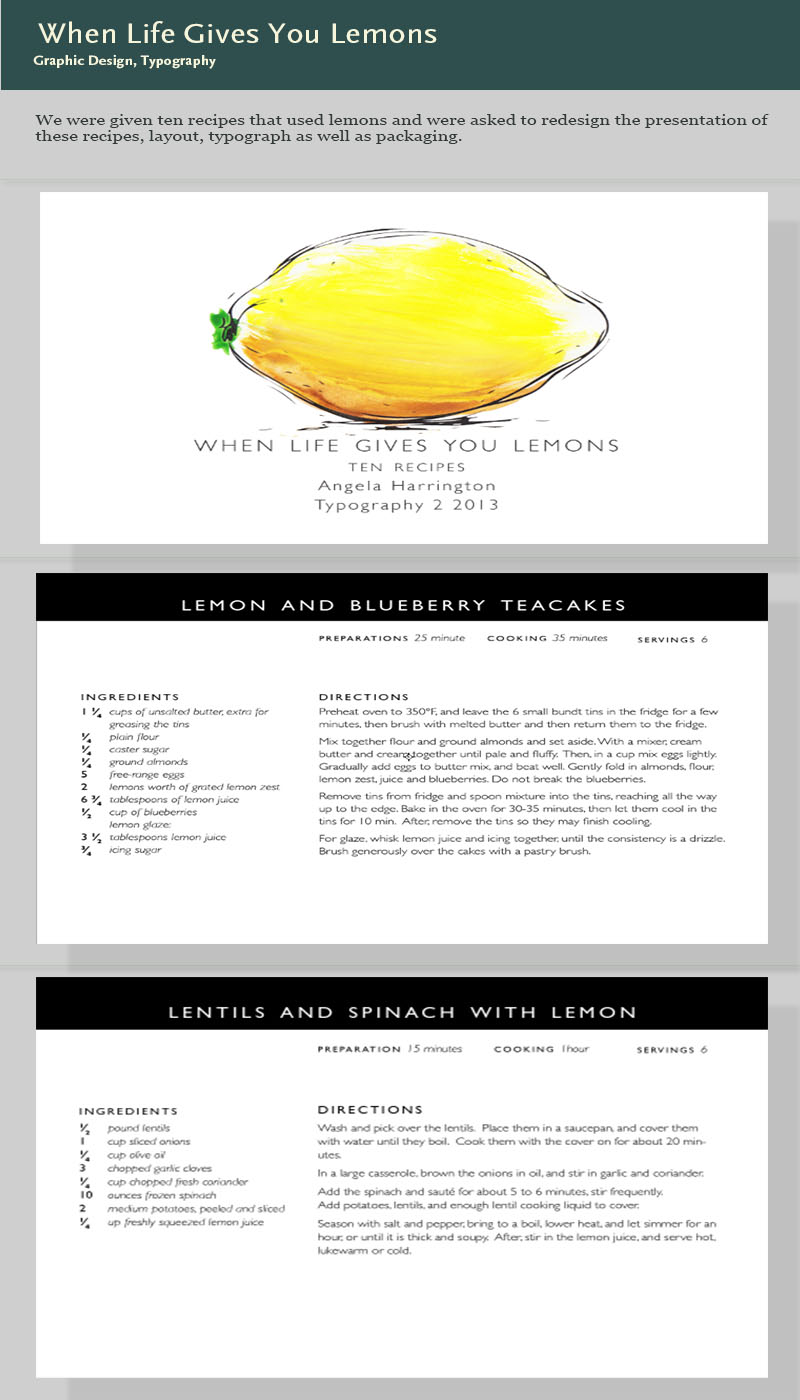 When Life Gives You Lemons
Graphic Design, Typography
We were given ten recipes that used lemons and were asked to redesign the presentation of
these recipes, layout, typograph as well as packaging.
WHEN LIFE GIVES YOU LEMONS
TEN RECIPES
Angela Harrington
Typography 2 2013
LEMON AND BLUEBERRY TEACAKES
PREPARATIONS 25 minute COOKING 35 minutes SERVINGS 6
INGREDIENTS
1 ¼ cups of unsalted butter, extra for
greasing the tins
¼ plain flour
¼ caster sugar
¼ ground almonds
5 free-range eggs
2 lemons worth of grated lemon zest
6 ¾ tablespoons of lemon juice
½ cup of blueberries
lemon glaze:
3 ½ tablespoons lemon juice
¾ icing sugar
DIRECTIONS
Preheat oven to 350°F, and leave the 6 small bundt tins in the fridge for a few
minutes, then brush with melted butter and then return them to the fridge.
Mix together flour and ground almonds and set aside. With a mixer, cream
butter and cream together until pale and fluffy. Then, in a cup mix eggs lightly.
Gradually add eggs to butter mix, and beat well. Gently fold in almonds, flour,
lemon zest, juice and blueberries. Do not break the blueberries.
Remove tins from fridge and spoon mixture into the tins, reaching all the way
up to the edge. Bake in the oven for 30-35 minutes, then let them cool in the
tins for 10 min. After, remove the tins so they may finish cooling.
For glaze, whisk lemon juice and icing together, until the consistency is a drizzle.
Brush generously over the cakes with a pastry brush.
LENTILS AND SPINACH WITH LEMON
PREPARATION 15 minutes COOKING 1hour SERVINGS 6
INGREDIENTS
½ pound lentils
1 cup sliced onions
¼ cup olive oil
3 chopped garlic cloves
¼ cup chopped fresh coriander
10 ounces frozen spinach
2 medium potatoes, peeled and sliced
¼ up freshly squeezed lemon juice
DIRECTIONS
Wash and pick over the lentils. Place them in a saucepan, and cover them
with water until they boil. Cook them with the cover on for about 20 min-
utes.
In a large casserole, brown the onions in oil, and stir in garlic and coriander.
Add the spinach and sauté for about 5 to 6 minutes, stir frequently.
Add potatoes, lentils, and enough lentil cooking liquid to cover.
Season with salt and pepper, bring to a boil, lower heat, and let simmer for an
hour, or until it is thick and soupy. After, stir in the lemon juice, and serve hot,
lukewarm or cold.